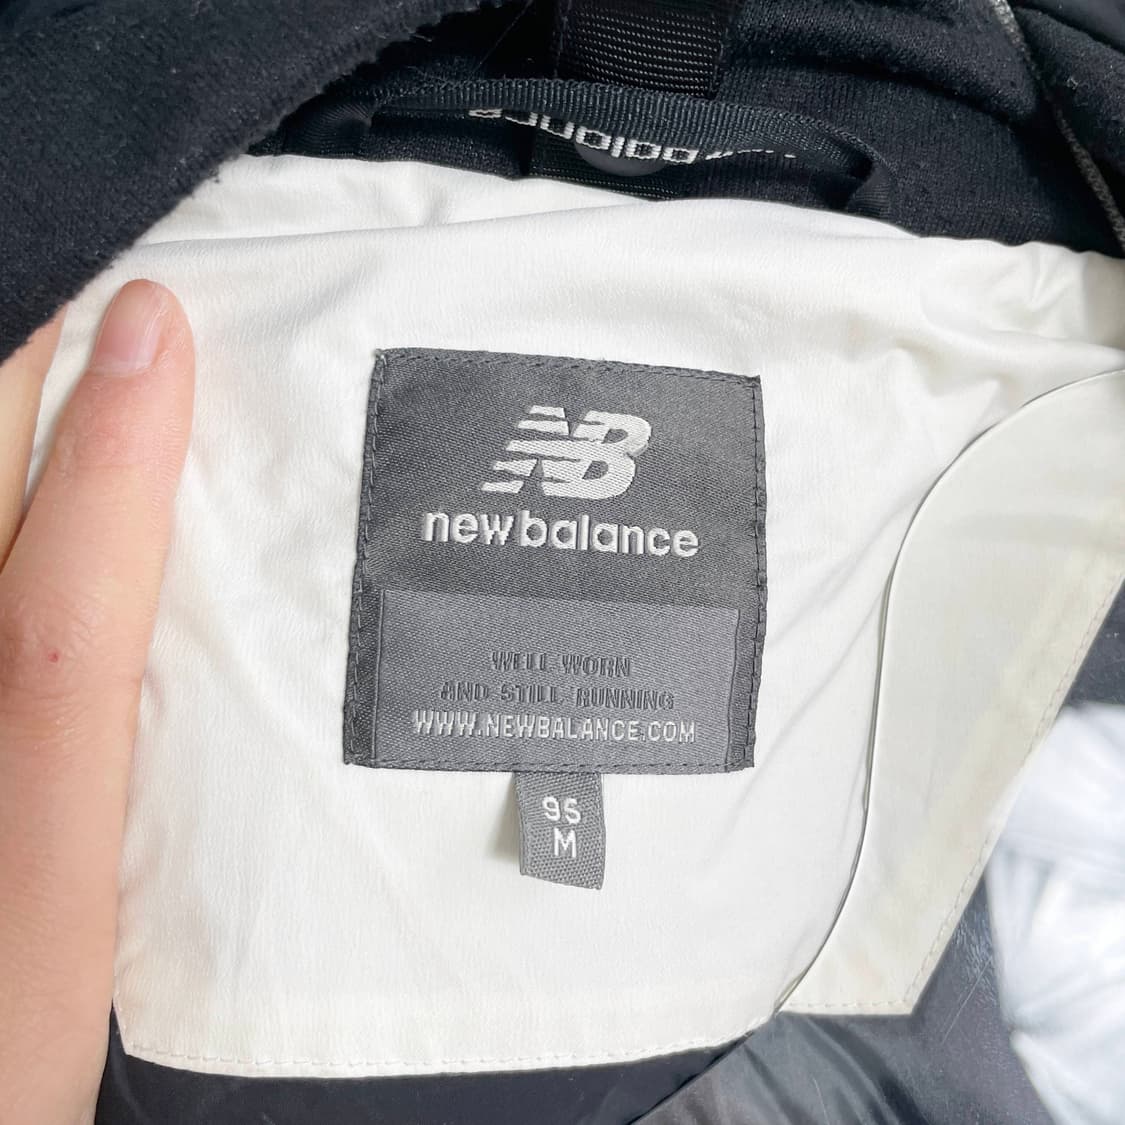 NB
new balance
WELL-WORN
AND STILL RUNNING
WWW.NEWBALANCE.COM
95
M